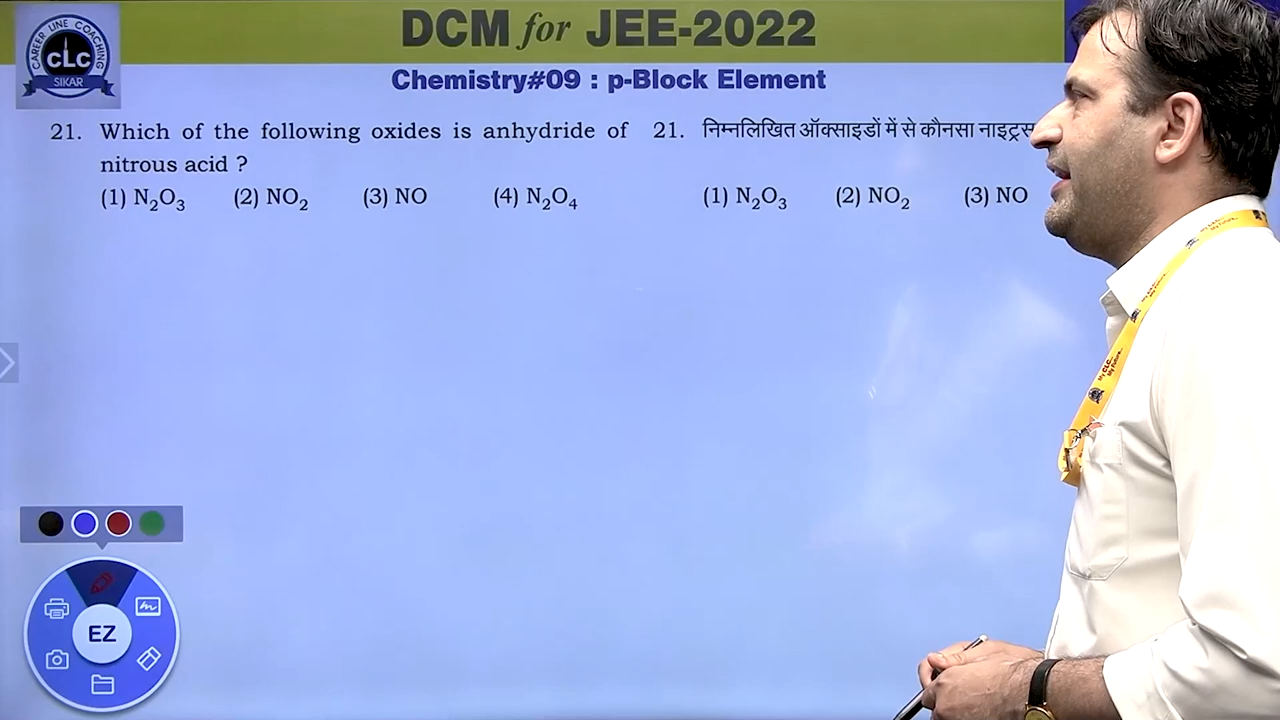 CAREER LINE COACHING
CLC
SIKAR
DCM for JEE-2022
Chemistry#09 : p-Block Element
21. Which of the following oxides is anhydride of
nitrous acid ?
(1) N₂O₃ (2) NO₂ (3) NO (4) N₂O₄
21. निम्नलिखित ऑक्साइडों में से कौनसा नाइट्रस
(1) N₂O₃ (2) NO₂ (3) NO
EZ